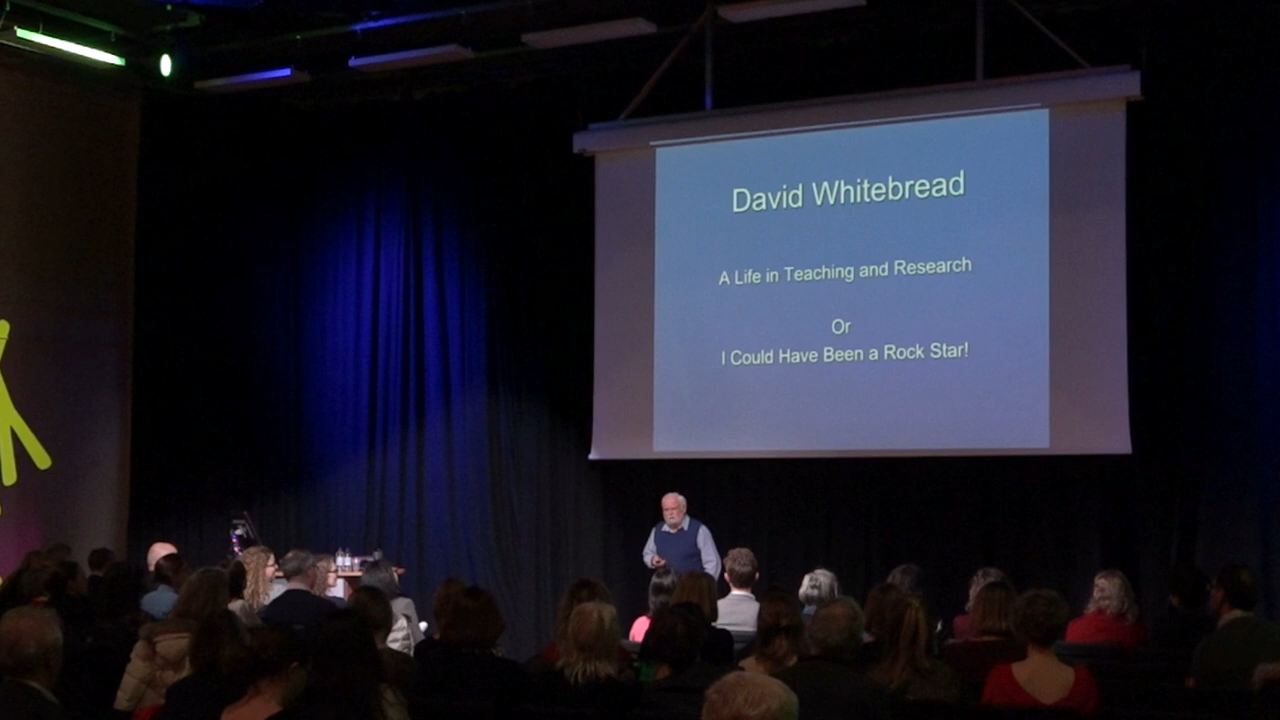 David Whitebread
A Life in Teaching and Research
Or
I Could Have Been a Rock Star!